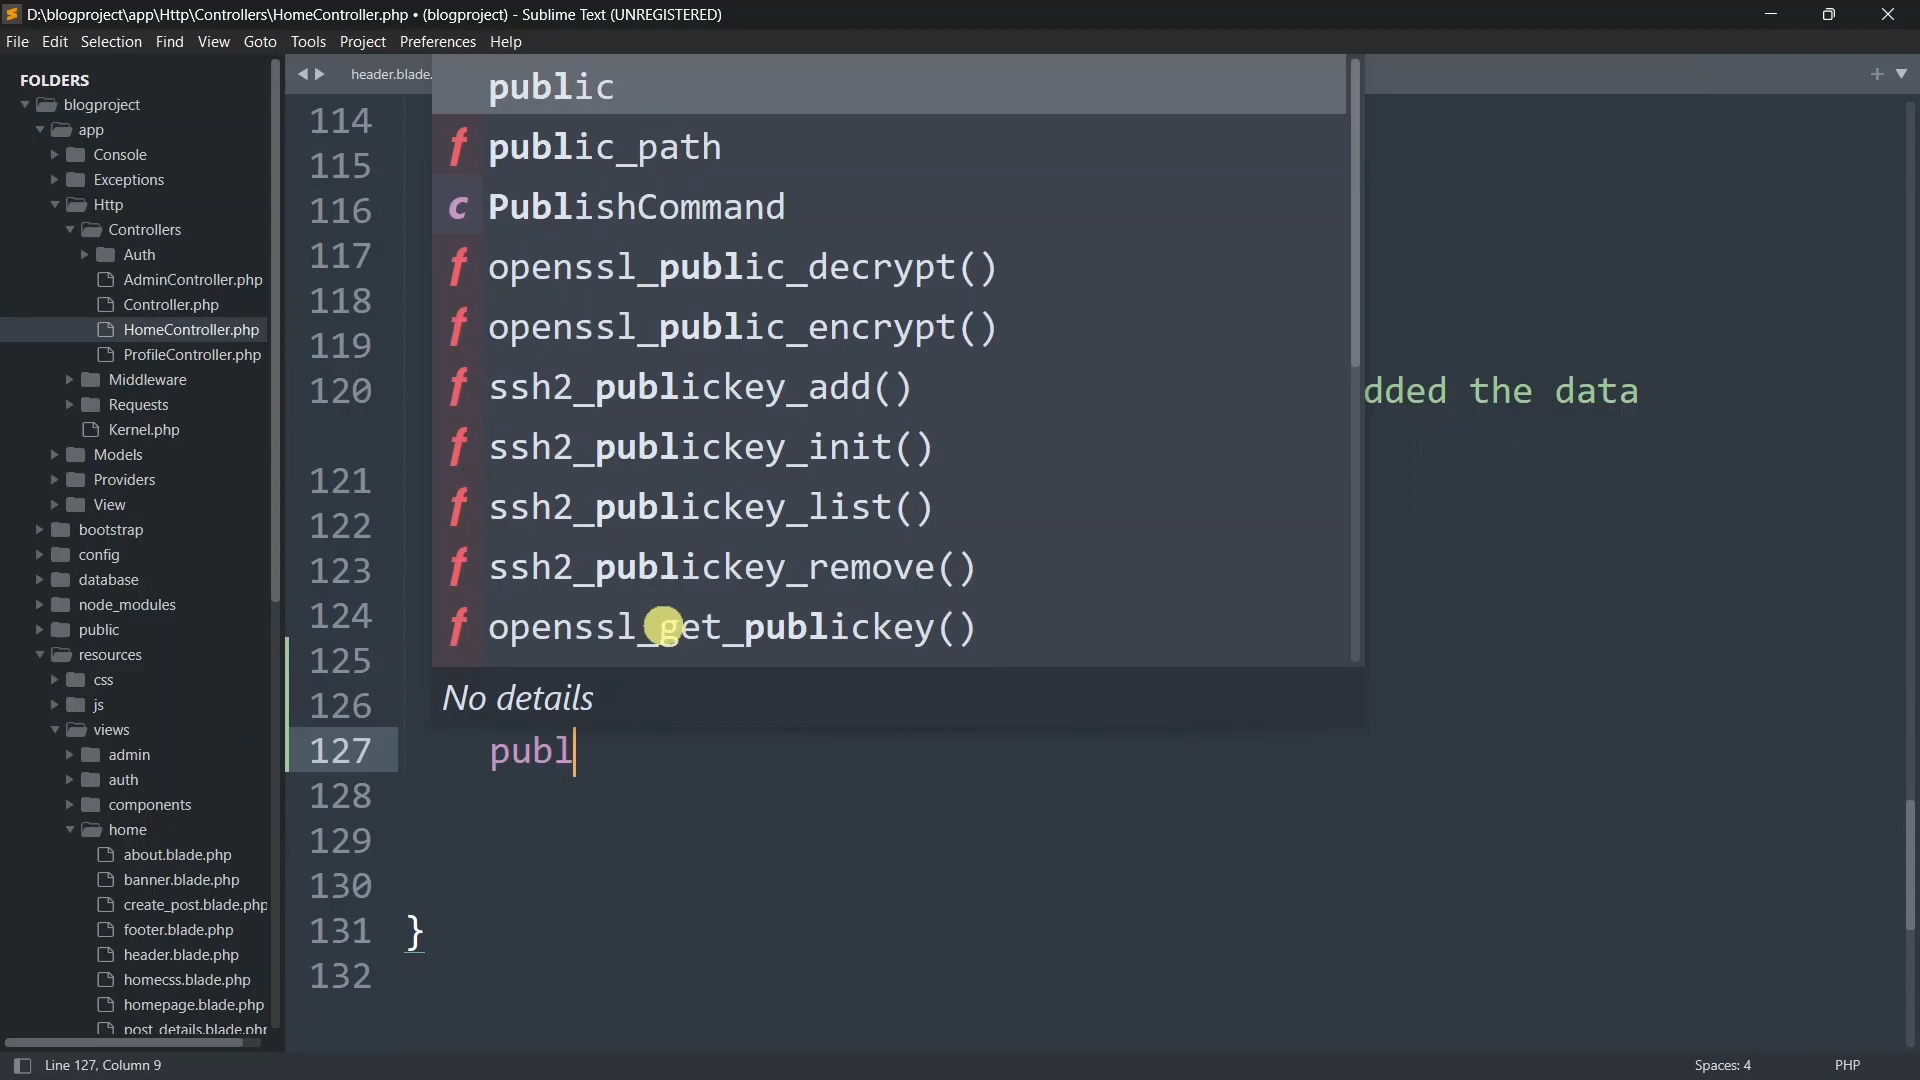 D:\blogproject\app\Http\Controllers\HomeController.php • (blogproject) - Sublime Text (UNREGISTERED)
File Edit Selection Find View Goto Tools Project Preferences Help
FOLDERS
blogproject
app
Console
Exceptions
Http
Controllers
Auth
AdminController.php
Controller.php
HomeController.php
ProfileController.php
Middleware
Requests
Kernel.php
Models
Providers
View
bootstrap
config
database
node_modules
public
resources
css
js
views
admin
auth
components
home
about.blade.php
banner.blade.php
create_post.blade.php
footer.blade.php
header.blade.php
homecss.blade.php
homepage.blade.php
post_details.blade.php
header.blade.
public
f public_path
c PublishCommand
f openssl_public_decrypt()
f openssl_public_encrypt()
f ssh2_publickey_add()
f ssh2_publickey_init()
f ssh2_publickey_list()
f ssh2_publickey_remove()
f openssl_get_publickey()
No details
114
115
116
117
118
119
120 dded the data
121
122
123
124
125
126
127 publ
128
129
130
131 }
132
Line 127, Column 9
Spaces: 4
PHP